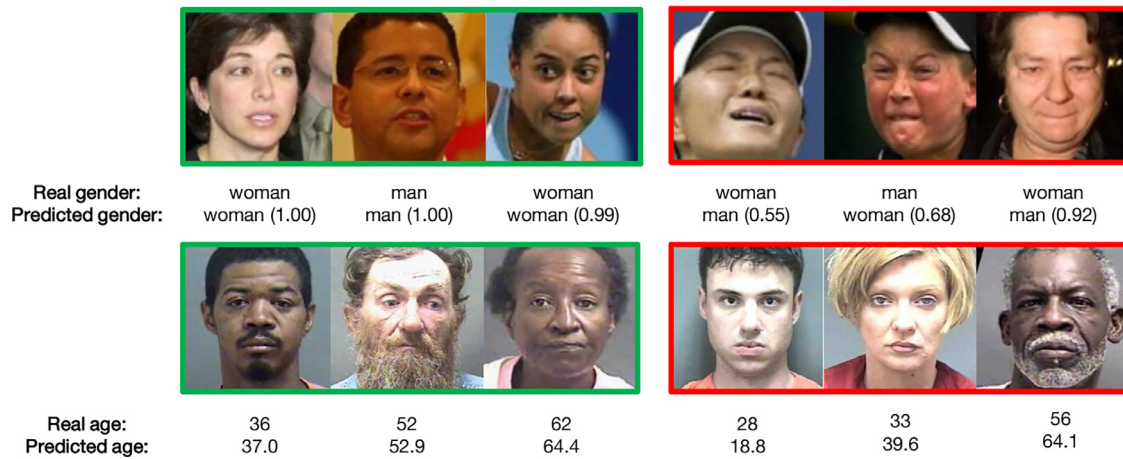 Real gender: woman man woman woman man woman
Predicted gender: woman (1.00) man (1.00) woman (0.99) man (0.55) woman (0.68) man (0.92)
Real age: 36 52 62 28 33 56
Predicted age: 37.0 52.9 64.4 18.8 39.6 64.1